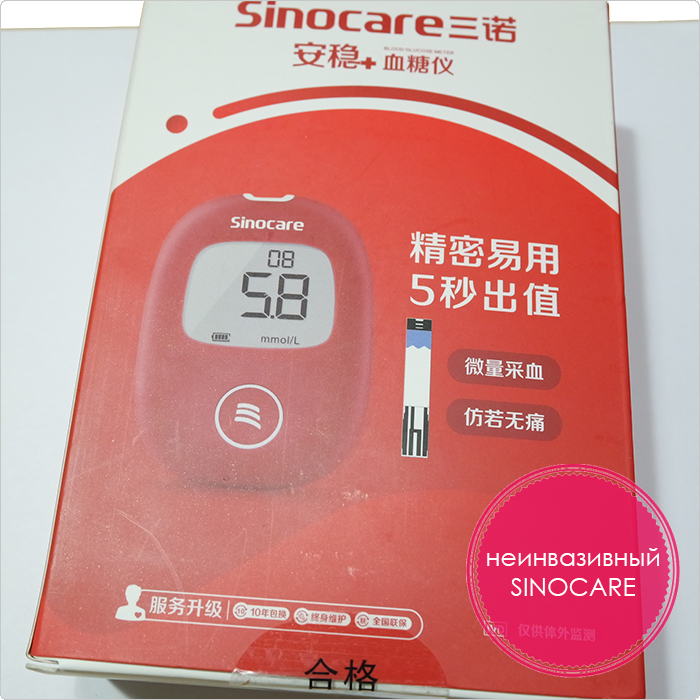 Sinocare三诺
安稳+ 血糖仪
BLOOD GLUCOSE METER
Sinocare
08
5.8
mmol/L
精密易用
5秒出值
微量采血
仿若无痛
неинвазивный
SINOCARE
服务升级
10年包换
终身维护
全国联保
IVD 仅供体外监测
合格